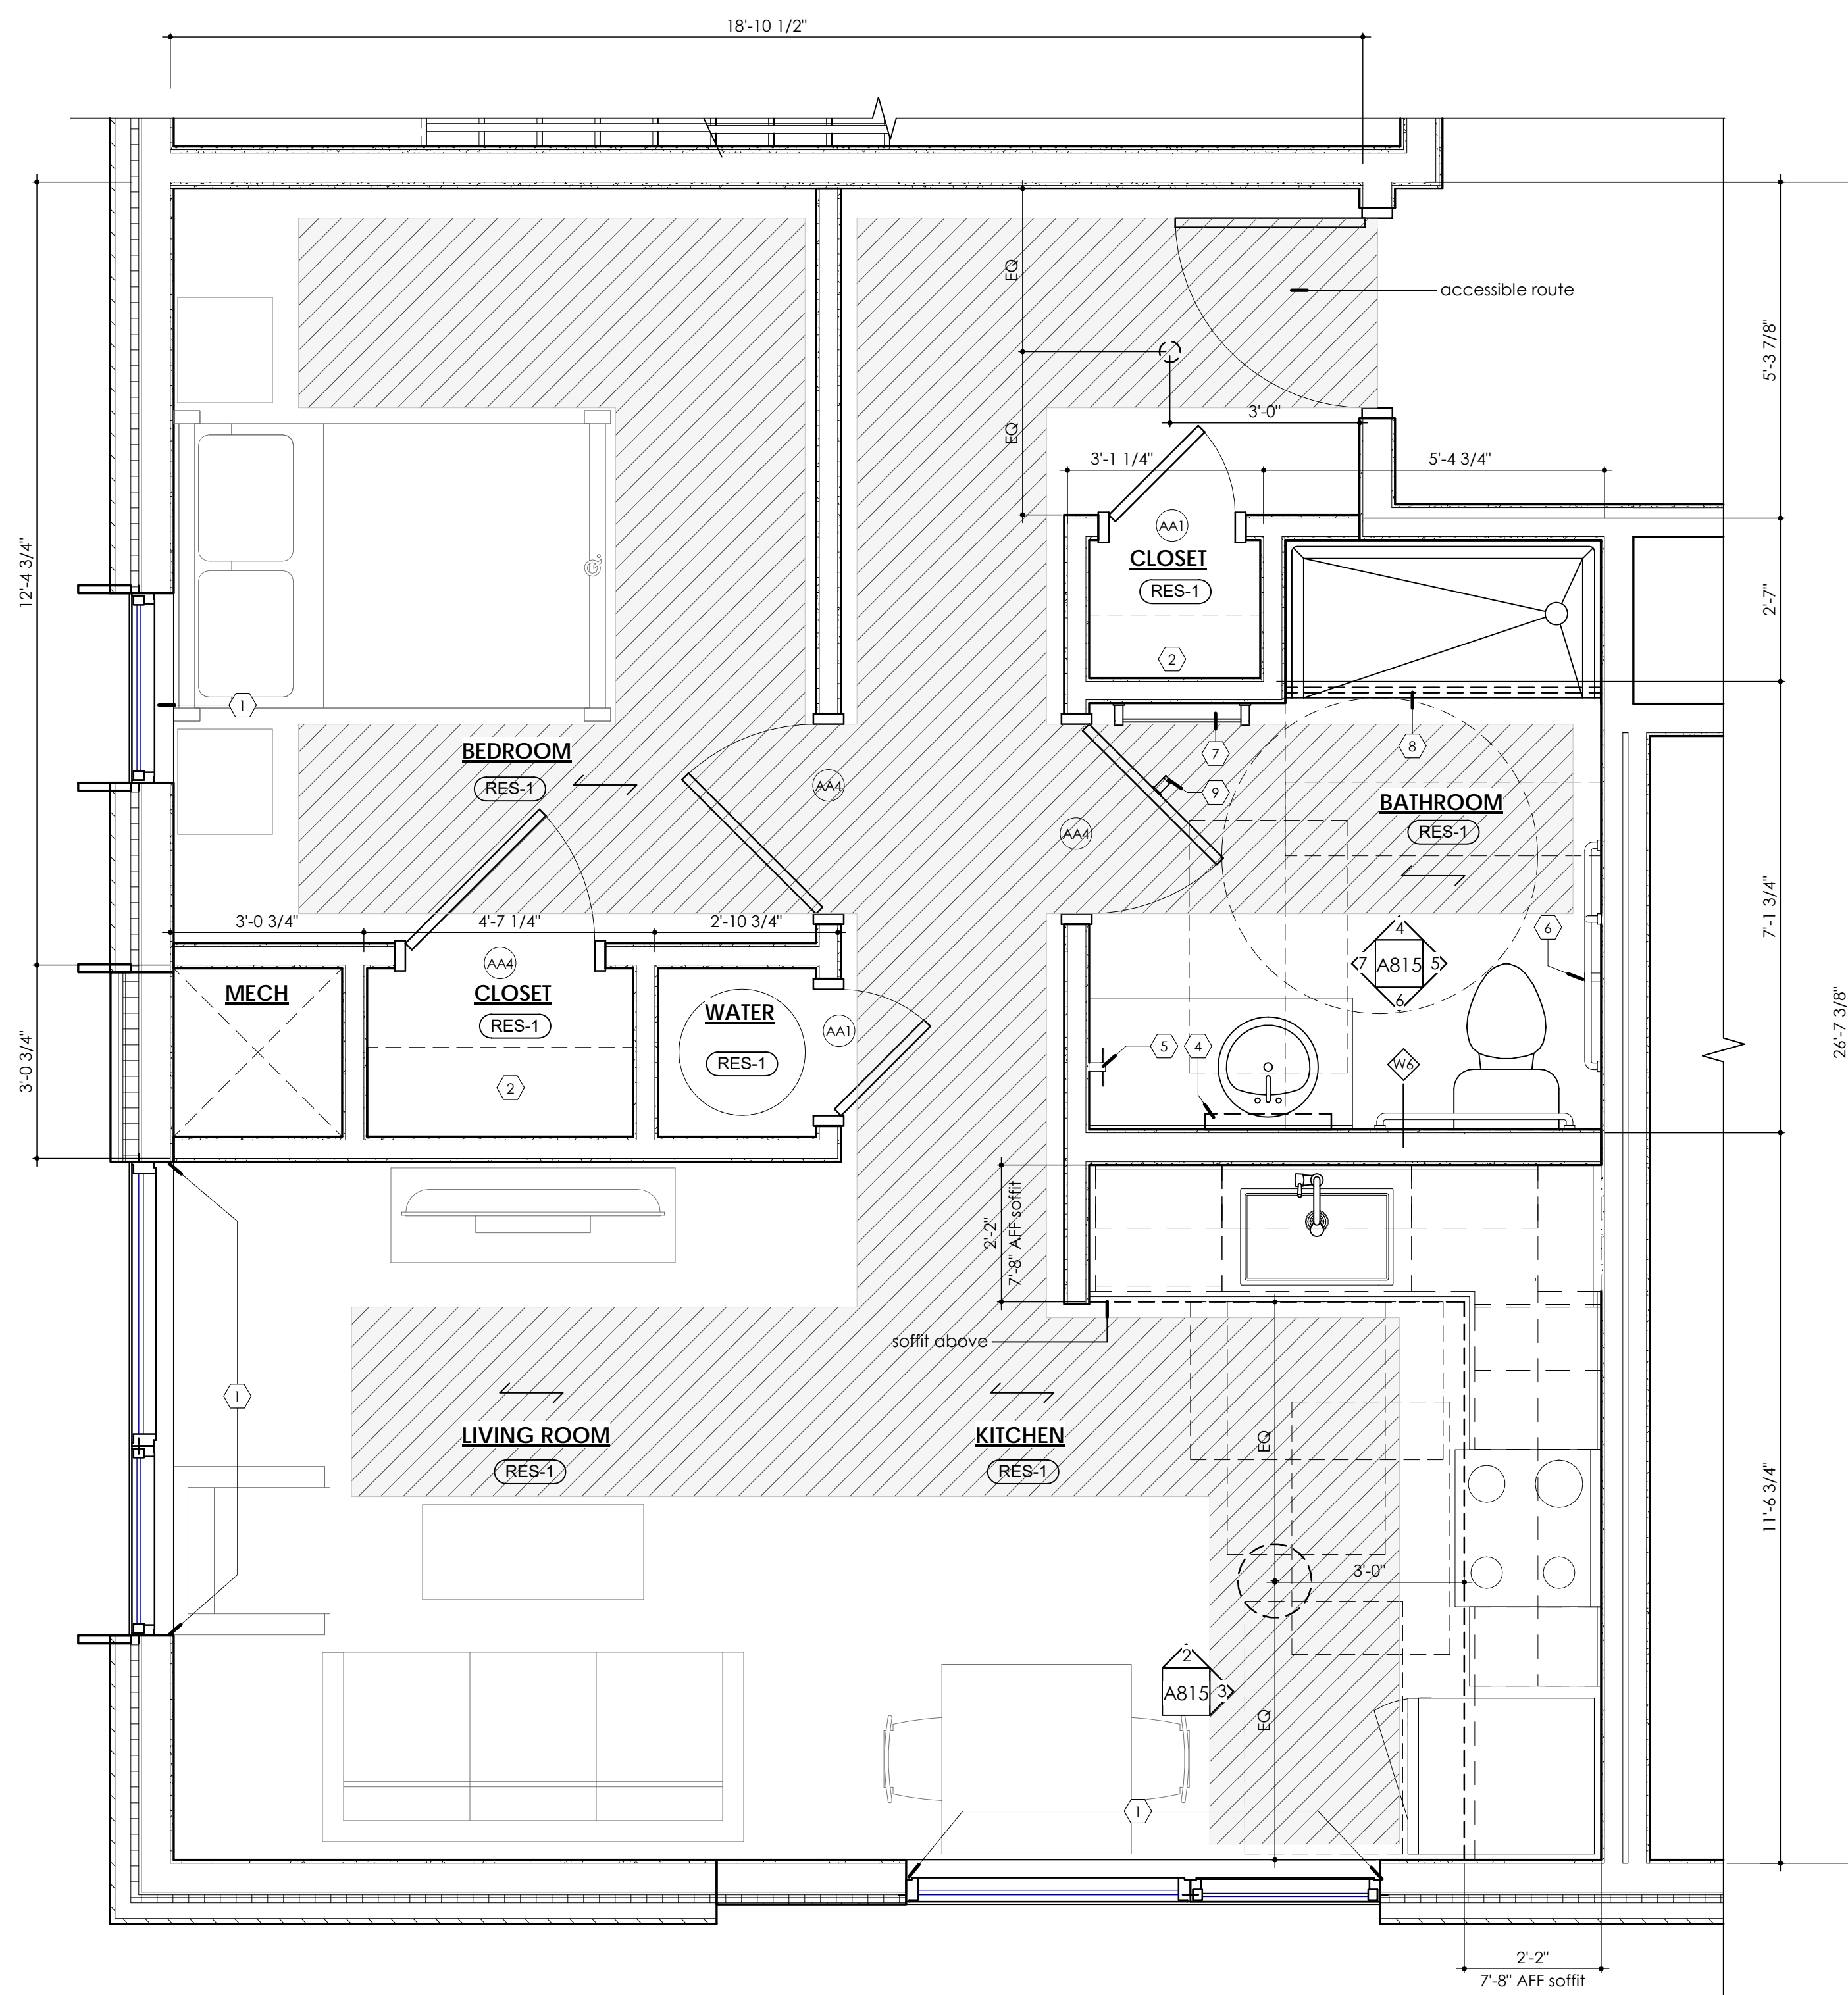 18'-10 1/2"
EQ
accessible route
5'-3 7/8"
3'-0"
EQ
3'-1 1/4"
5'-4 3/4"
AA1
CLOSET
RES-1
2
12'-4 3/4"
2'-7"
1
BEDROOM
RES-1
AA4
7
8
9
AA4
BATHROOM
RES-1
3'-0 3/4"
4'-7 1/4"
2'-10 3/4"
7'-1 3/4"
6
4
7 A815 5
6
AA4
MECH
CLOSET
RES-1
WATER
RES-1
AA1
2
5
4
W6
3'-0 3/4"
26'-7 3/8"
2'-2"
7'-8" AFF soffit
soffit above
1
LIVING ROOM
RES-1
KITCHEN
RES-1
EQ
11'-6 3/4"
3'-0"
2
A815 3
EQ
1
2'-2"
7'-8" AFF soffit